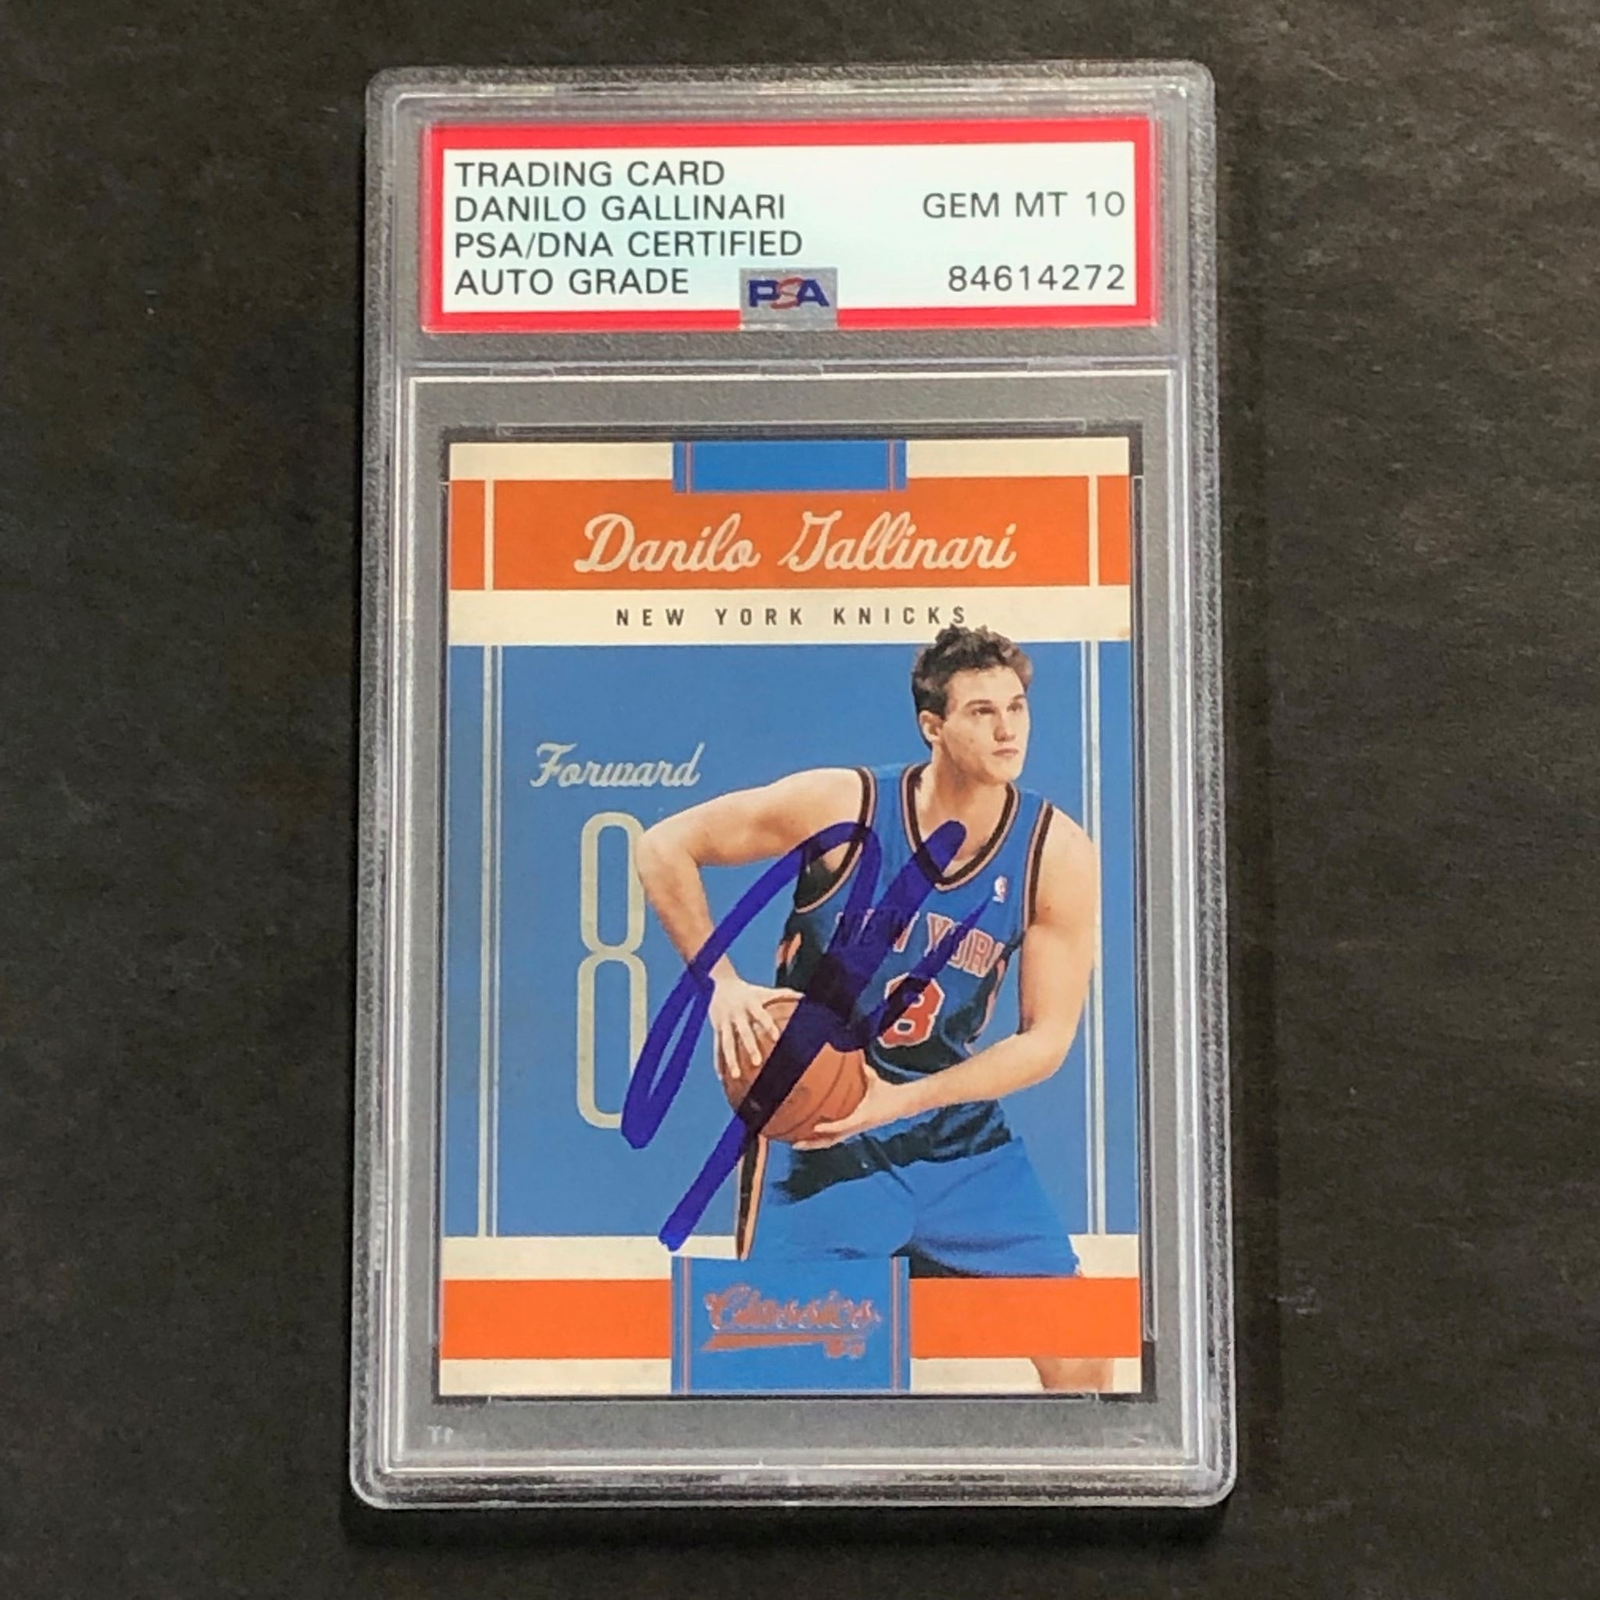 TRADING CARD
DANILO GALLINARI
GEM MT 10
PSA/DNA CERTIFIED
AUTO GRADE
PSA
84614272
Danilo Gallinari
NEW YORK KNICKS
Forward
8
NEW YORK
8
Classics